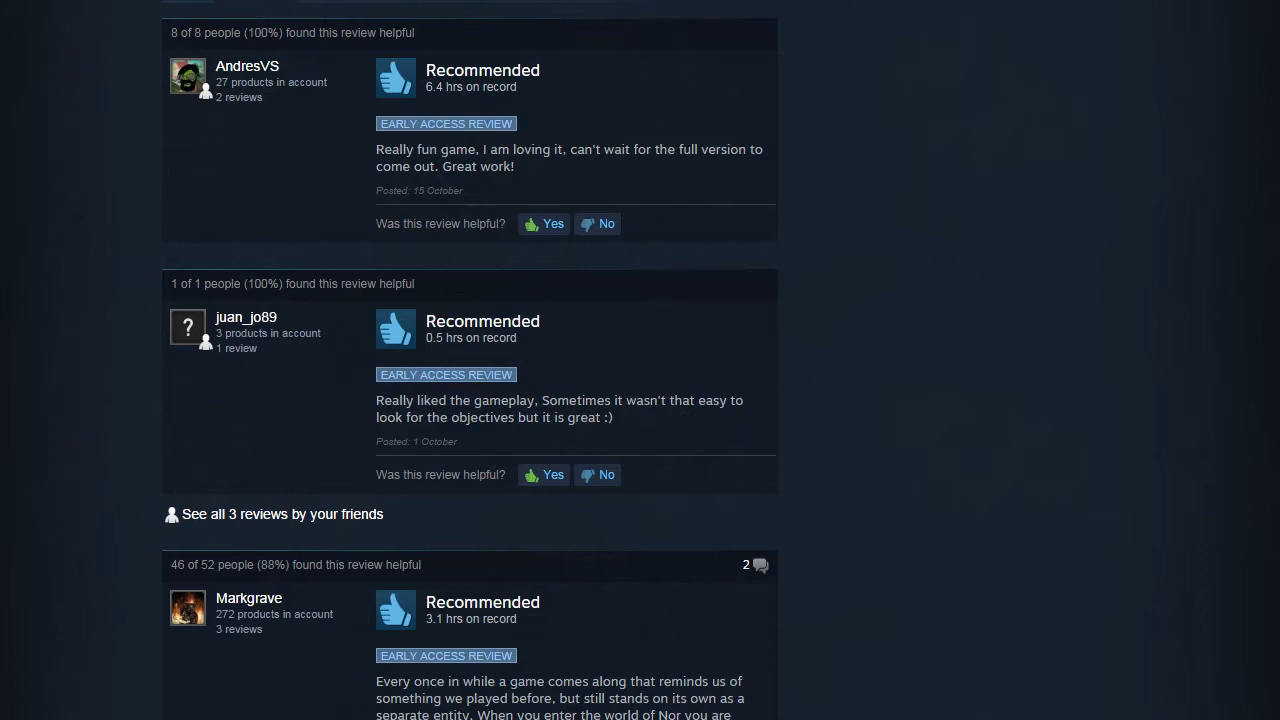 8 of 8 people (100%) found this review helpful
AndresVS
27 products in account
2 reviews
Recommended
6.4 hrs on record
EARLY ACCESS REVIEW
Really fun game, I am loving it, can't wait for the full version to
come out. Great work!
Posted: 15 October
Was this review helpful? Yes No
1 of 1 people (100%) found this review helpful
juan_jo89
3 products in account
1 review
Recommended
0.5 hrs on record
EARLY ACCESS REVIEW
Really liked the gameplay, Sometimes it wasn't that easy to
look for the objectives but it is great :)
Posted: 1 October
Was this review helpful? Yes No
See all 3 reviews by your friends
46 of 52 people (88%) found this review helpful 2
Markgrave
272 products in account
3 reviews
Recommended
3.1 hrs on record
EARLY ACCESS REVIEW
Every once in while a game comes along that reminds us of
something we played before, but still stands on its own as a
separate entity. When you enter the world of Nor you are